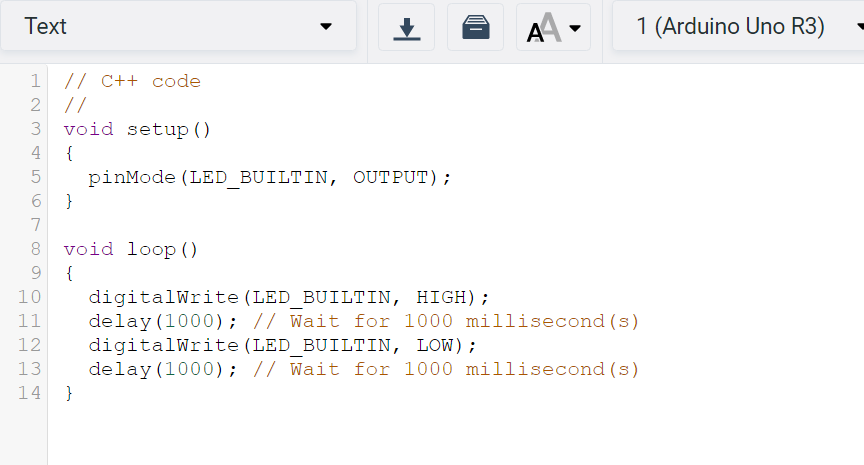 Text
1 (Arduino Uno R3)
1 // C++ code
2 //
3 void setup()
4 {
5   pinMode(LED_BUILTIN, OUTPUT);
6 }
7
8 void loop()
9 {
10   digitalWrite(LED_BUILTIN, HIGH);
11   delay(1000); // Wait for 1000 millisecond(s)
12   digitalWrite(LED_BUILTIN, LOW);
13   delay(1000); // Wait for 1000 millisecond(s)
14 }